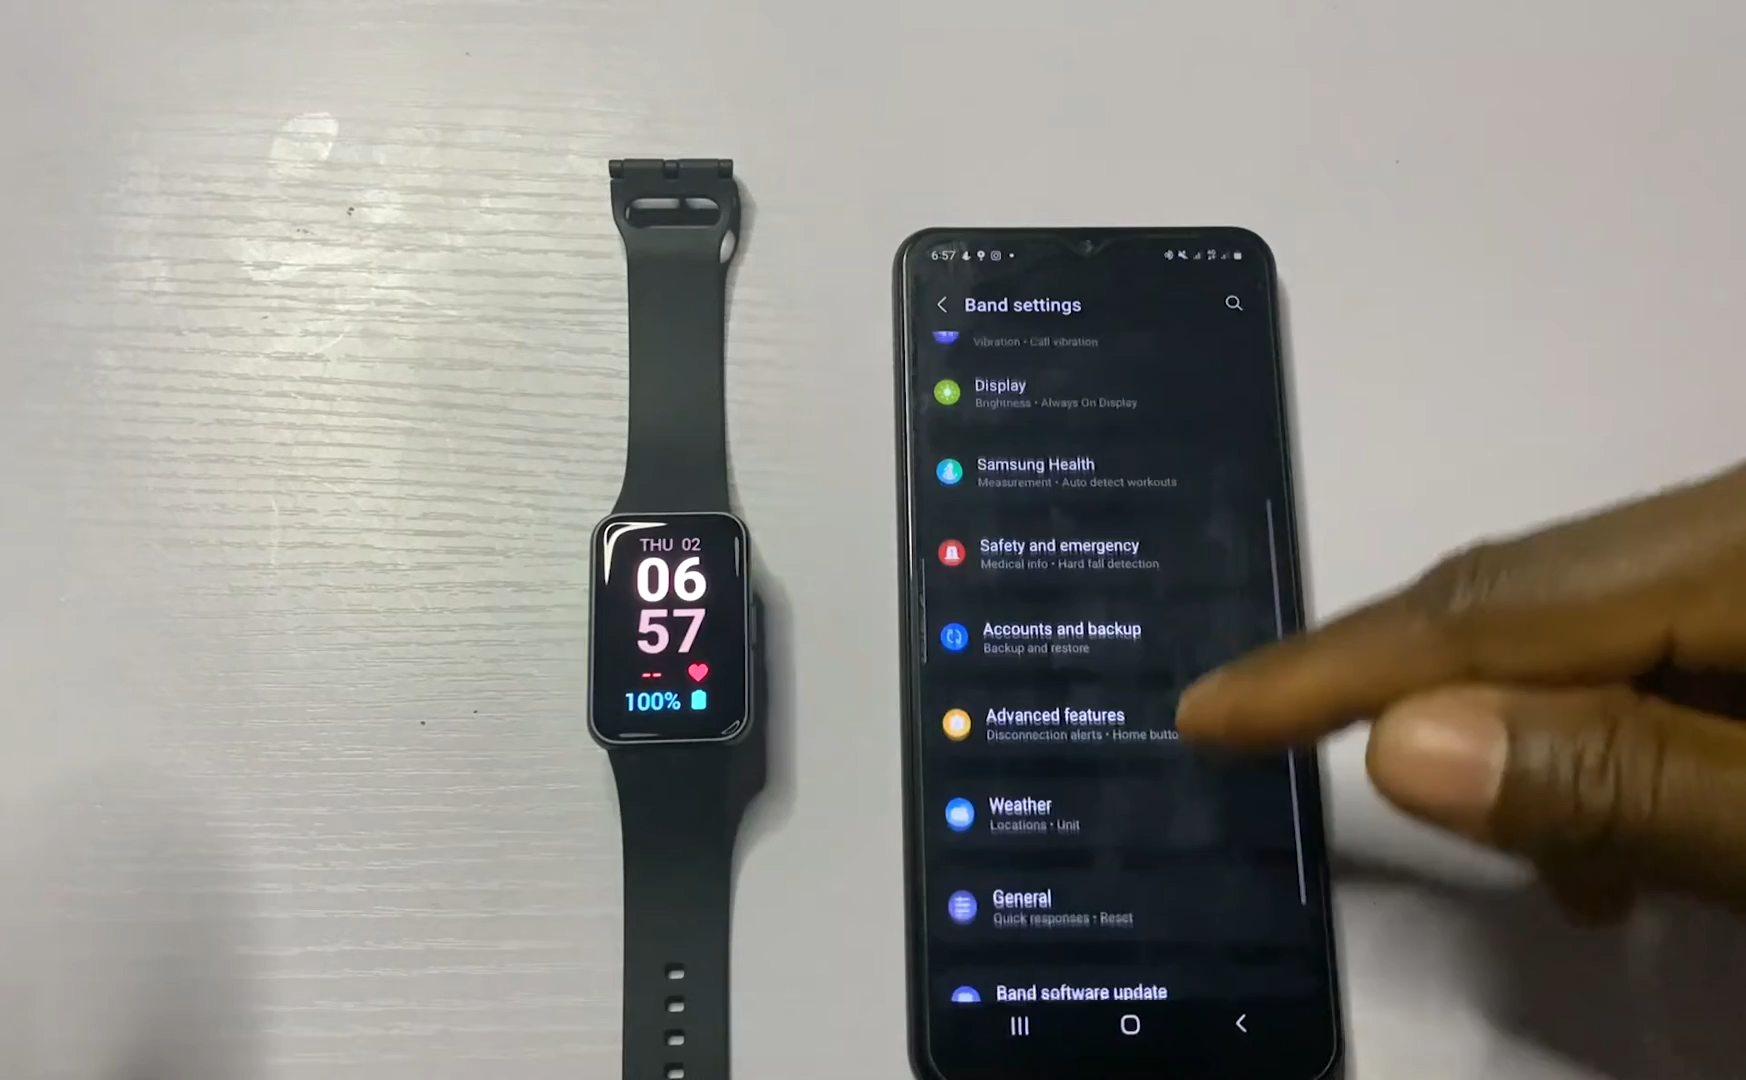 THU 02
06
57
--
100%
6:57
Band settings
Vibration • Call vibration
Display
Brightness • Always On Display
Samsung Health
Measurement • Auto detect workouts
Safety and emergency
Medical info • Hard fall detection
Accounts and backup
Backup and restore
Advanced features
Disconnection alerts • Home butto
Weather
Locations • Unit
General
Quick responses • Reset
Band software update